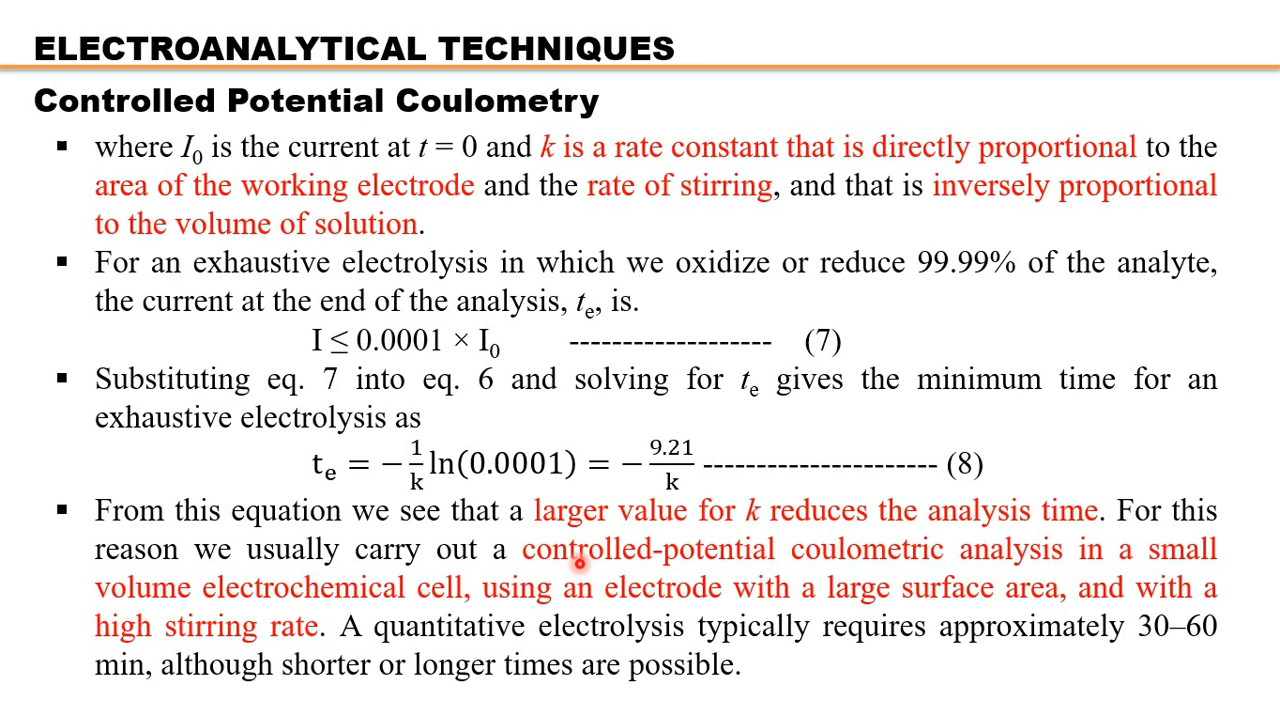 ELECTROANALYTICAL TECHNIQUES
Controlled Potential Coulometry
▪ where I₀ is the current at t = 0 and k is a rate constant that is directly proportional to the
area of the working electrode and the rate of stirring, and that is inversely proportional
to the volume of solution.
▪ For an exhaustive electrolysis in which we oxidize or reduce 99.99% of the analyte,
the current at the end of the analysis, tₑ, is.
I ≤ 0.0001 × I₀ ------------------- (7)
▪ Substituting eq. 7 into eq. 6 and solving for tₑ gives the minimum time for an
exhaustive electrolysis as
tₑ = −1/k ln(0.0001) = −9.21/k ---------------------- (8)
▪ From this equation we see that a larger value for k reduces the analysis time. For this
reason we usually carry out a controlled-potential coulometric analysis in a small
volume electrochemical cell, using an electrode with a large surface area, and with a
high stirring rate. A quantitative electrolysis typically requires approximately 30–60
min, although shorter or longer times are possible.